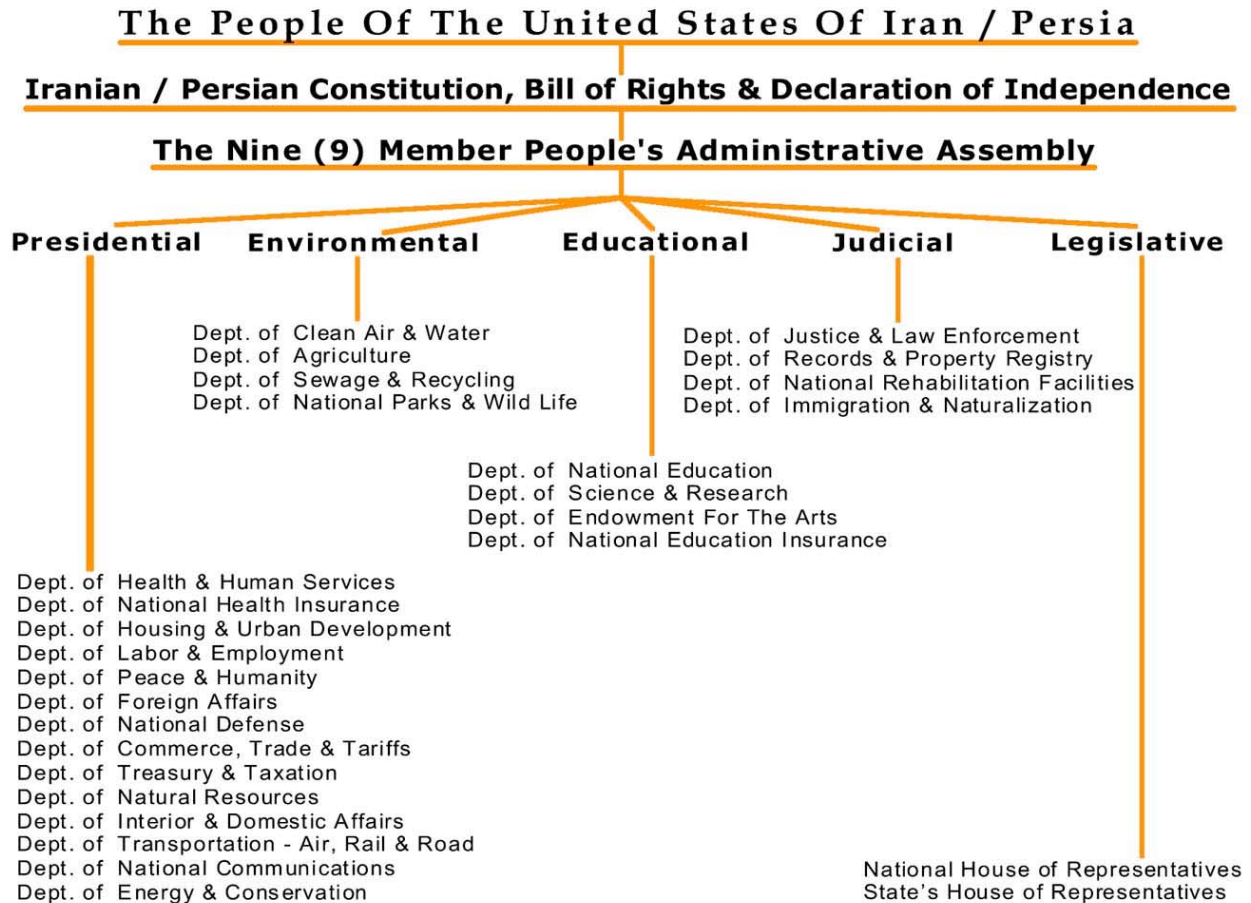 The People Of The United States Of Iran / Persia
Iranian / Persian Constitution, Bill of Rights & Declaration of Independence
The Nine (9) Member People's Administrative Assembly
Presidential Environmental Educational Judicial Legislative
Dept. of Clean Air & Water
Dept. of Agriculture
Dept. of Sewage & Recycling
Dept. of National Parks & Wild Life
Dept. of Justice & Law Enforcement
Dept. of Records & Property Registry
Dept. of National Rehabilitation Facilities
Dept. of Immigration & Naturalization
Dept. of National Education
Dept. of Science & Research
Dept. of Endowment For The Arts
Dept. of National Education Insurance
Dept. of Health & Human Services
Dept. of National Health Insurance
Dept. of Housing & Urban Development
Dept. of Labor & Employment
Dept. of Peace & Humanity
Dept. of Foreign Affairs
Dept. of National Defense
Dept. of Commerce, Trade & Tariffs
Dept. of Treasury & Taxation
Dept. of Natural Resources
Dept. of Interior & Domestic Affairs
Dept. of Transportation - Air, Rail & Road
Dept. of National Communications
Dept. of Energy & Conservation
National House of Representatives
State’s House of Representatives